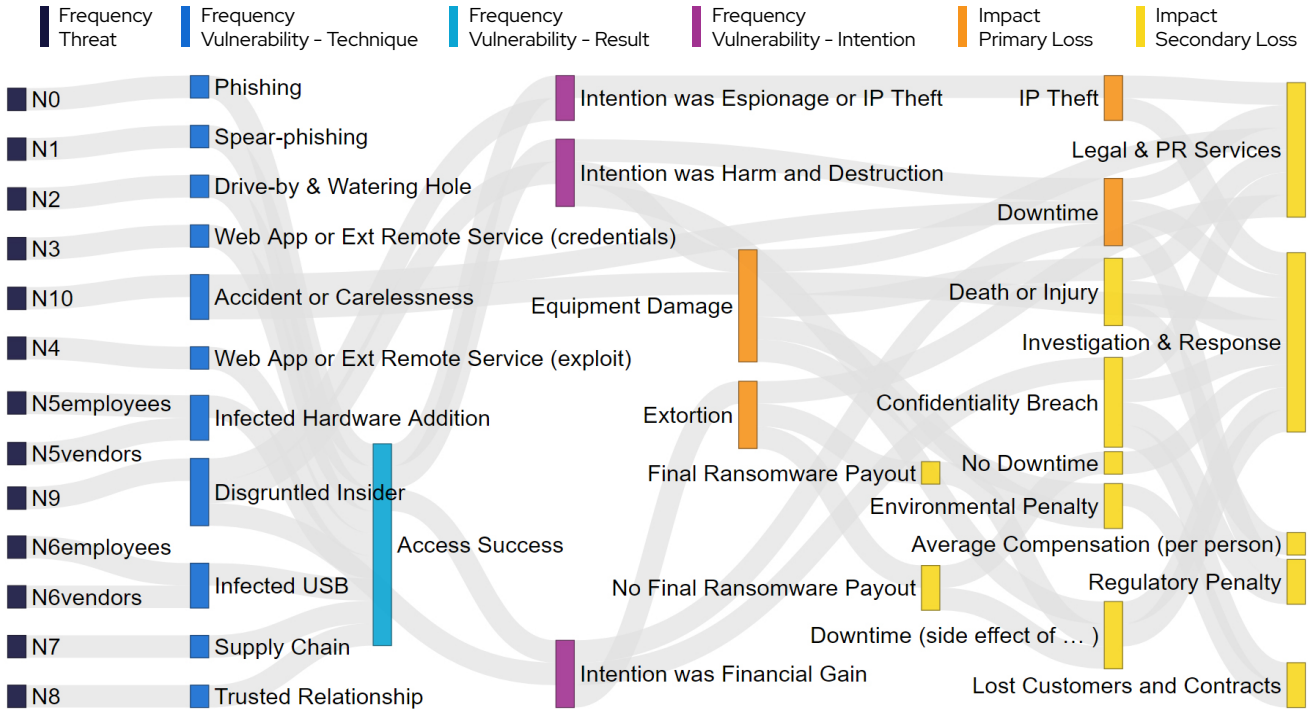 Frequency
Threat
Frequency
Vulnerability - Technique
Frequency
Vulnerability - Result
Frequency
Vulnerability - Intention
Impact
Primary Loss
Impact
Secondary Loss
N0
N1
N2
N3
N10
N4
N5employees
N5vendors
N9
N6employees
N6vendors
N7
N8
Phishing
Spear-phishing
Drive-by & Watering Hole
Web App or Ext Remote Service (credentials)
Accident or Carelessness
Web App or Ext Remote Service (exploit)
Infected Hardware Addition
Disgruntled Insider
Infected USB
Supply Chain
Trusted Relationship
Access Success
Intention was Espionage or IP Theft
Intention was Harm and Destruction
Intention was Financial Gain
Equipment Damage
Extortion
Final Ransomware Payout
No Final Ransomware Payout
IP Theft
Downtime
Death or Injury
Confidentiality Breach
No Downtime
Environmental Penalty
Downtime (side effect of ... )
Legal & PR Services
Investigation & Response
Average Compensation (per person)
Regulatory Penalty
Lost Customers and Contracts